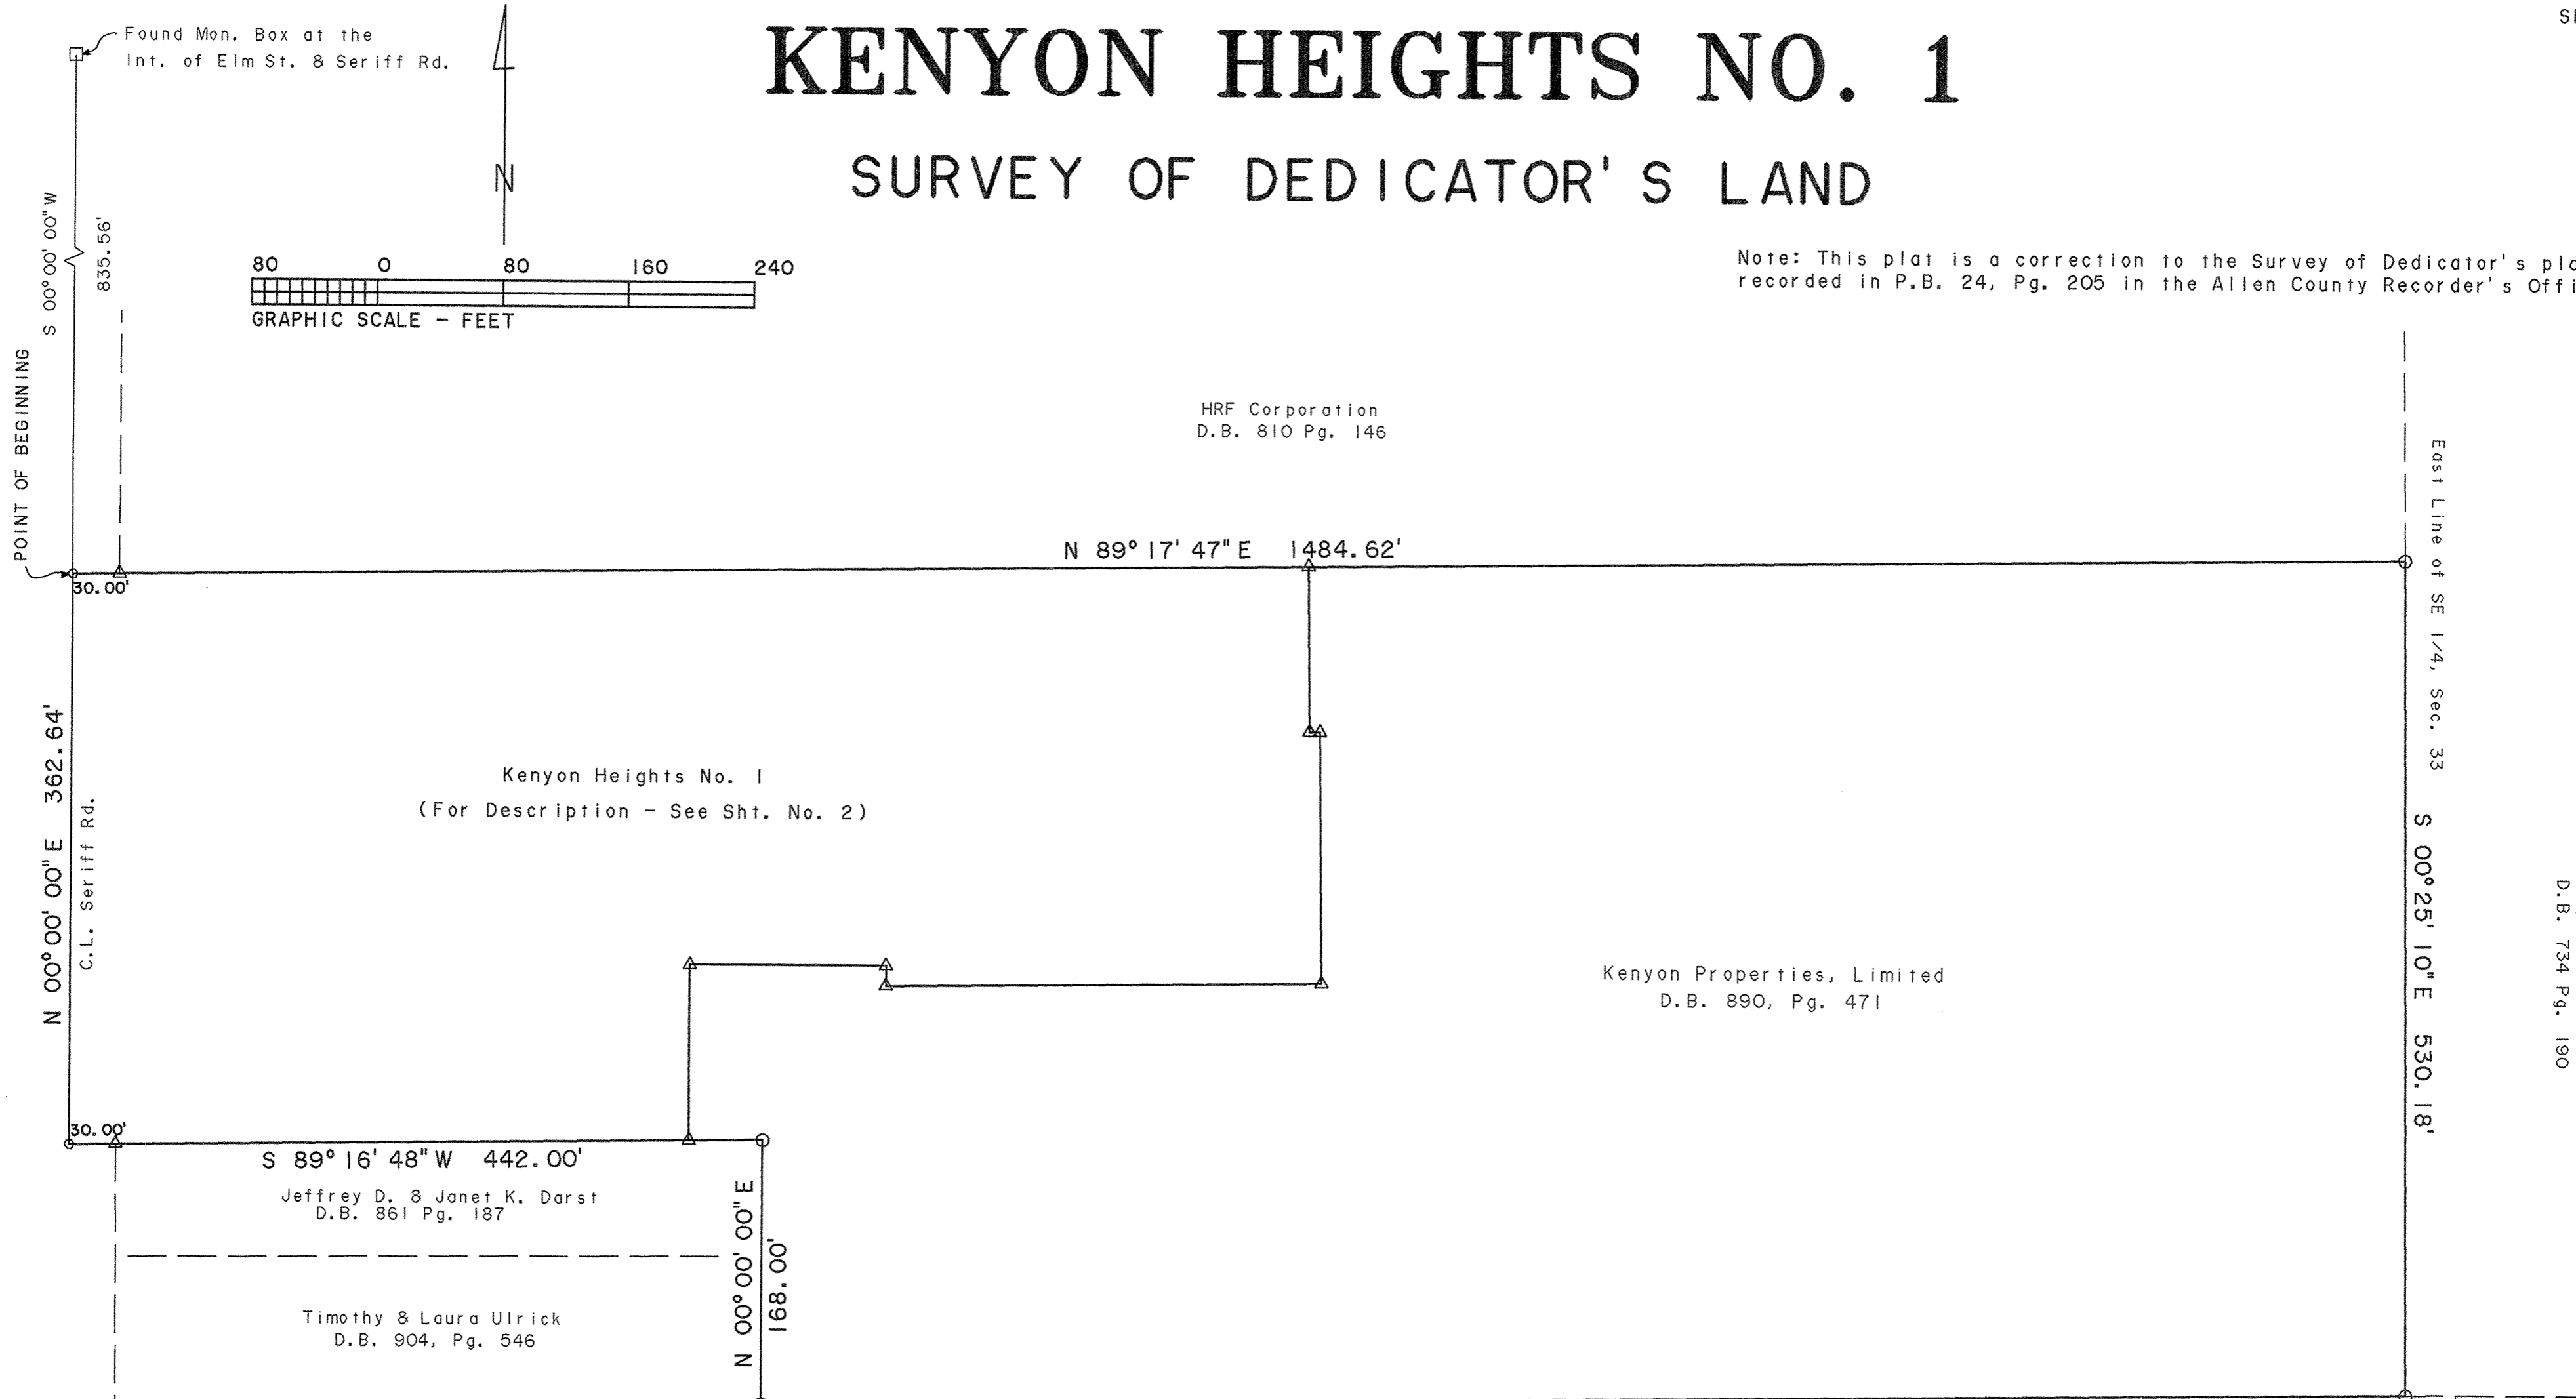 Found Mon. Box at the
Int. of Elm St. & Seriff Rd.
KENYON HEIGHTS NO. 1
SURVEY OF DEDICATOR'S LAND
N
S 00° 00' 00" W
835.56'
80 0 80 160 240
GRAPHIC SCALE - FEET
Note: This plat is a correction to the Survey of Dedicator's
recorded in P.B. 24, Pg. 205 in the Allen County Recorder's
POINT OF BEGINNING
HRF Corporation
D.B. 810 Pg. 146
East Line of SE 1/4, Sec. 33
N 89° 17' 47" E 1484.62'
30.00'
N 00° 00' 00" E 362.64'
C.L. Seriff Rd.
Kenyon Heights No. 1
(For Description - See Sht. No. 2)
S 00° 25' 10" E 530.18'
D.B. 734 Pg. 190
Kenyon Properties, Limited
D.B. 890, Pg. 471
30.00'
S 89° 16' 48" W 442.00'
Jeffrey D. & Janet K. Darst
D.B. 861 Pg. 187
N 00° 00' 00" E
168.00'
Timothy & Laura Ulrick
D.B. 904, Pg. 546